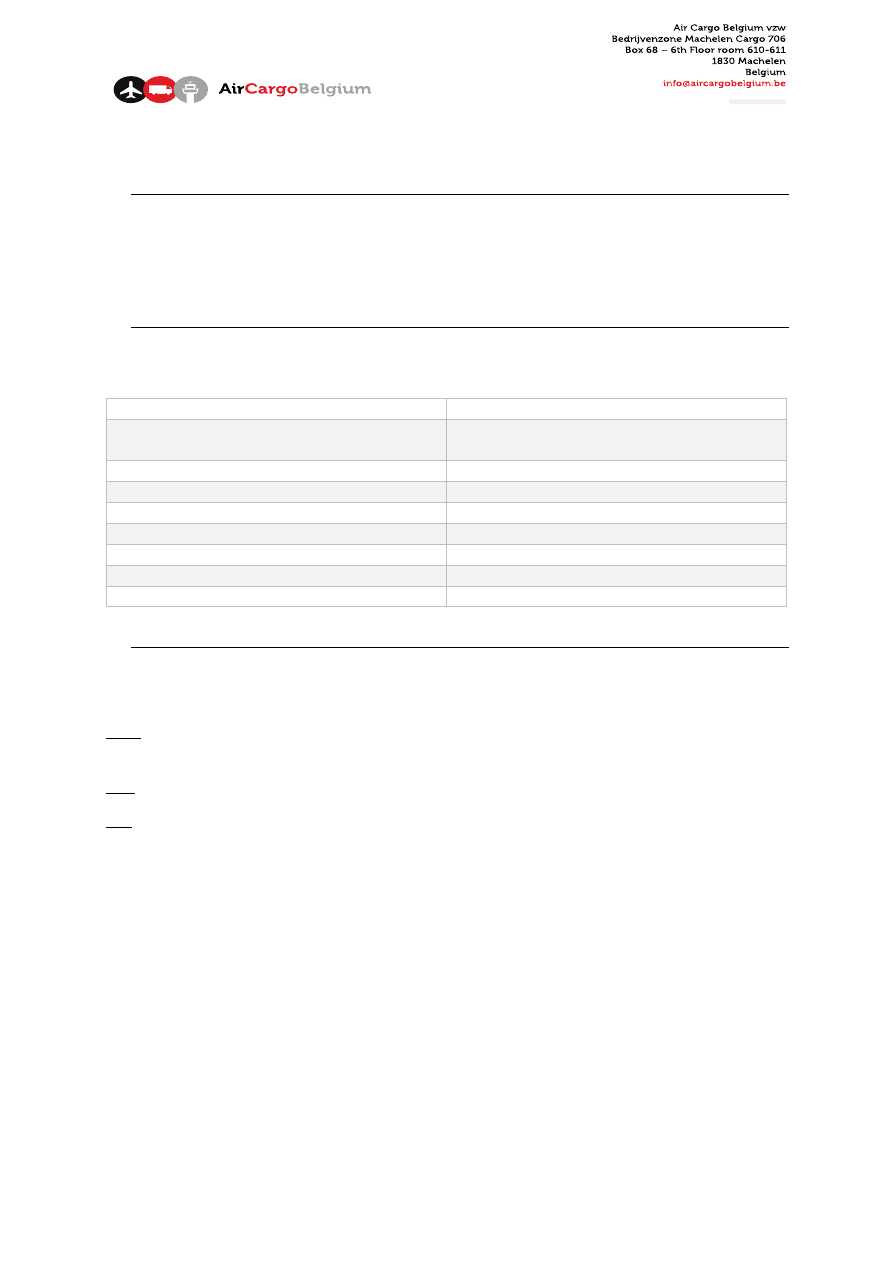 Air Cargo Belgium vzw
Bedrijvenzone Machelen Cargo 706
Box 68 – 6th Floor room 610-611
1830 Machelen
Belgium
info@aircargobelgium.be
AirCargoBelgium